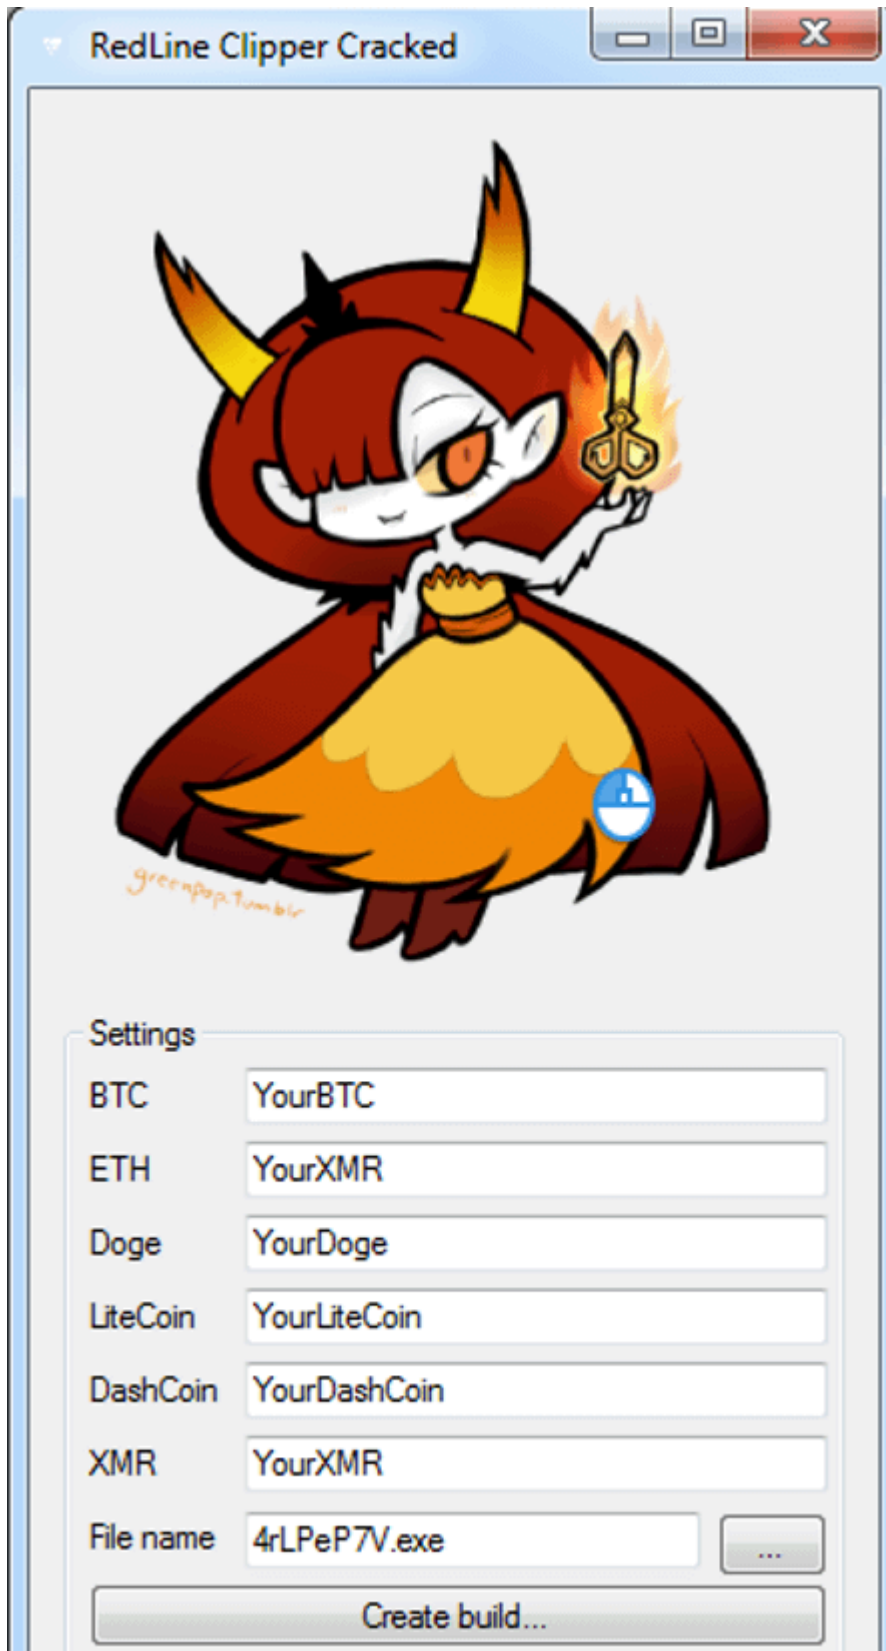 RedLine Clipper Cracked
greenpop.tumblr
Settings
BTC YourBTC
ETH YourXMR
Doge YourDoge
LiteCoin YourLiteCoin
DashCoin YourDashCoin
XMR YourXMR
File name 4rLPeP7V.exe ...
Create build...